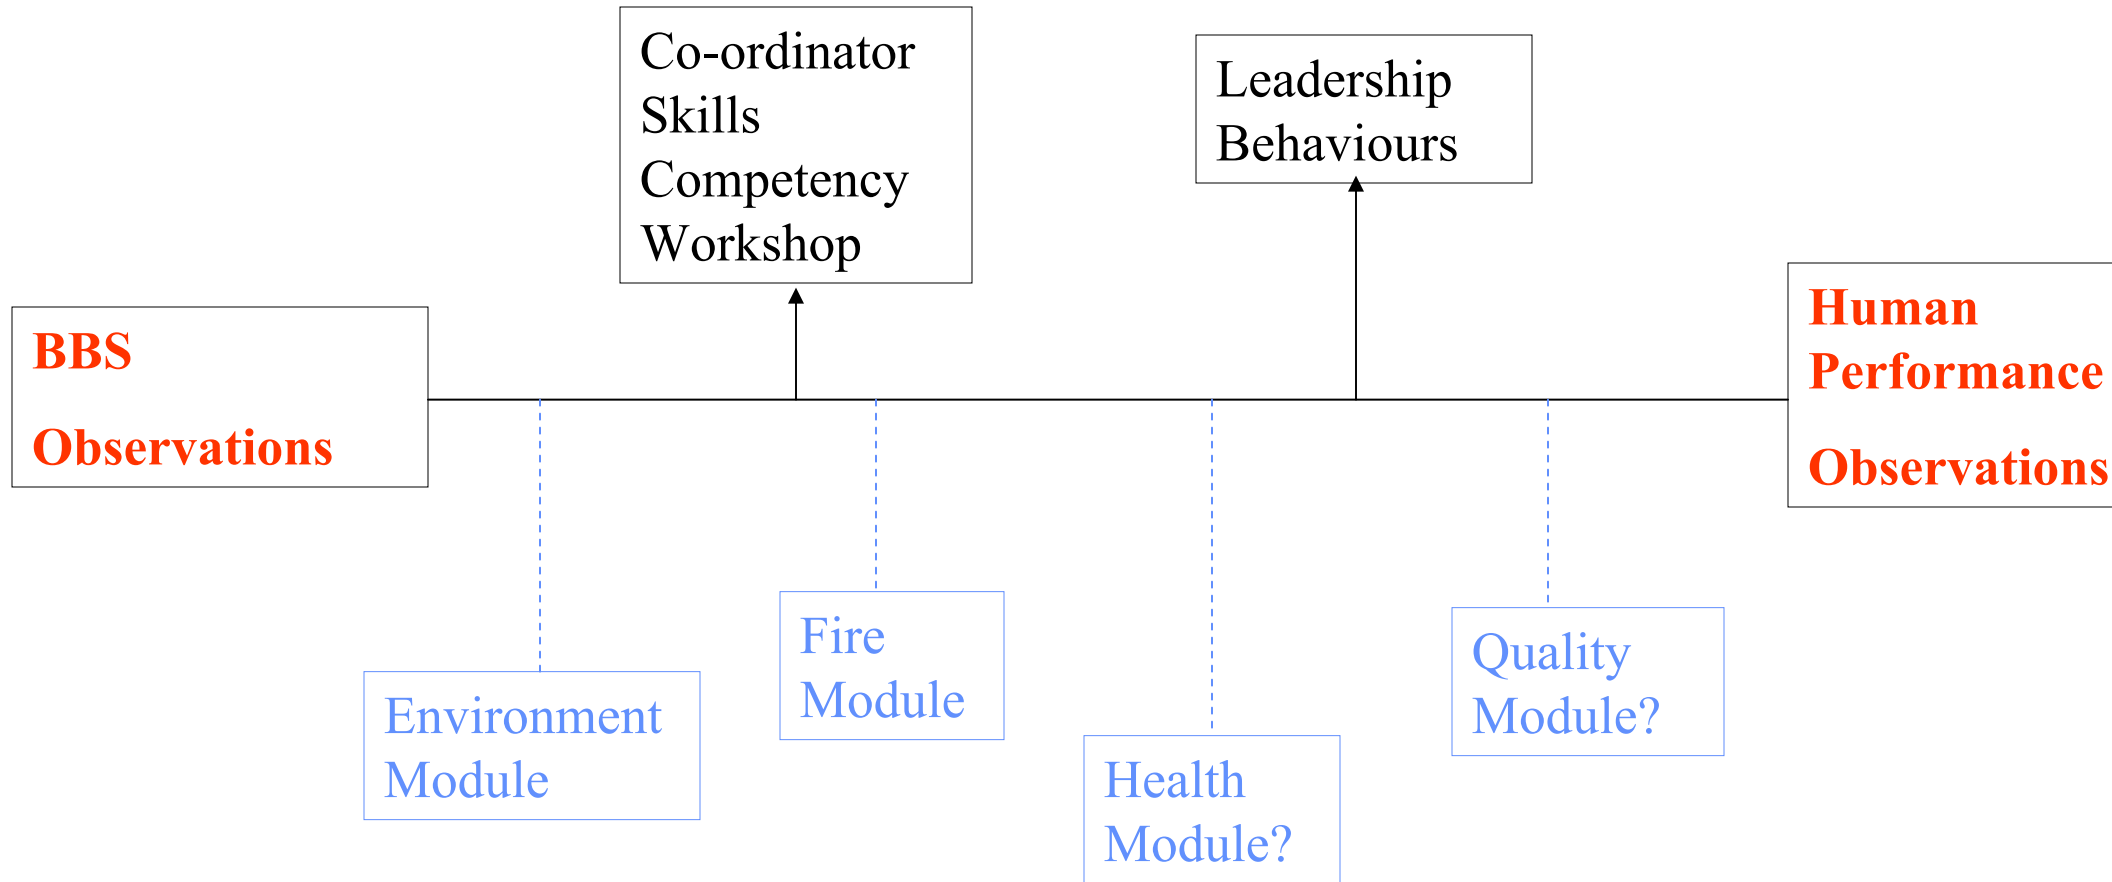 Co-ordinator
Skills
Competency
Workshop
Leadership
Behaviours
BBS
Observations
Human
Performance
Observations
Environment
Module
Fire
Module
Health
Module?
Quality
Module?